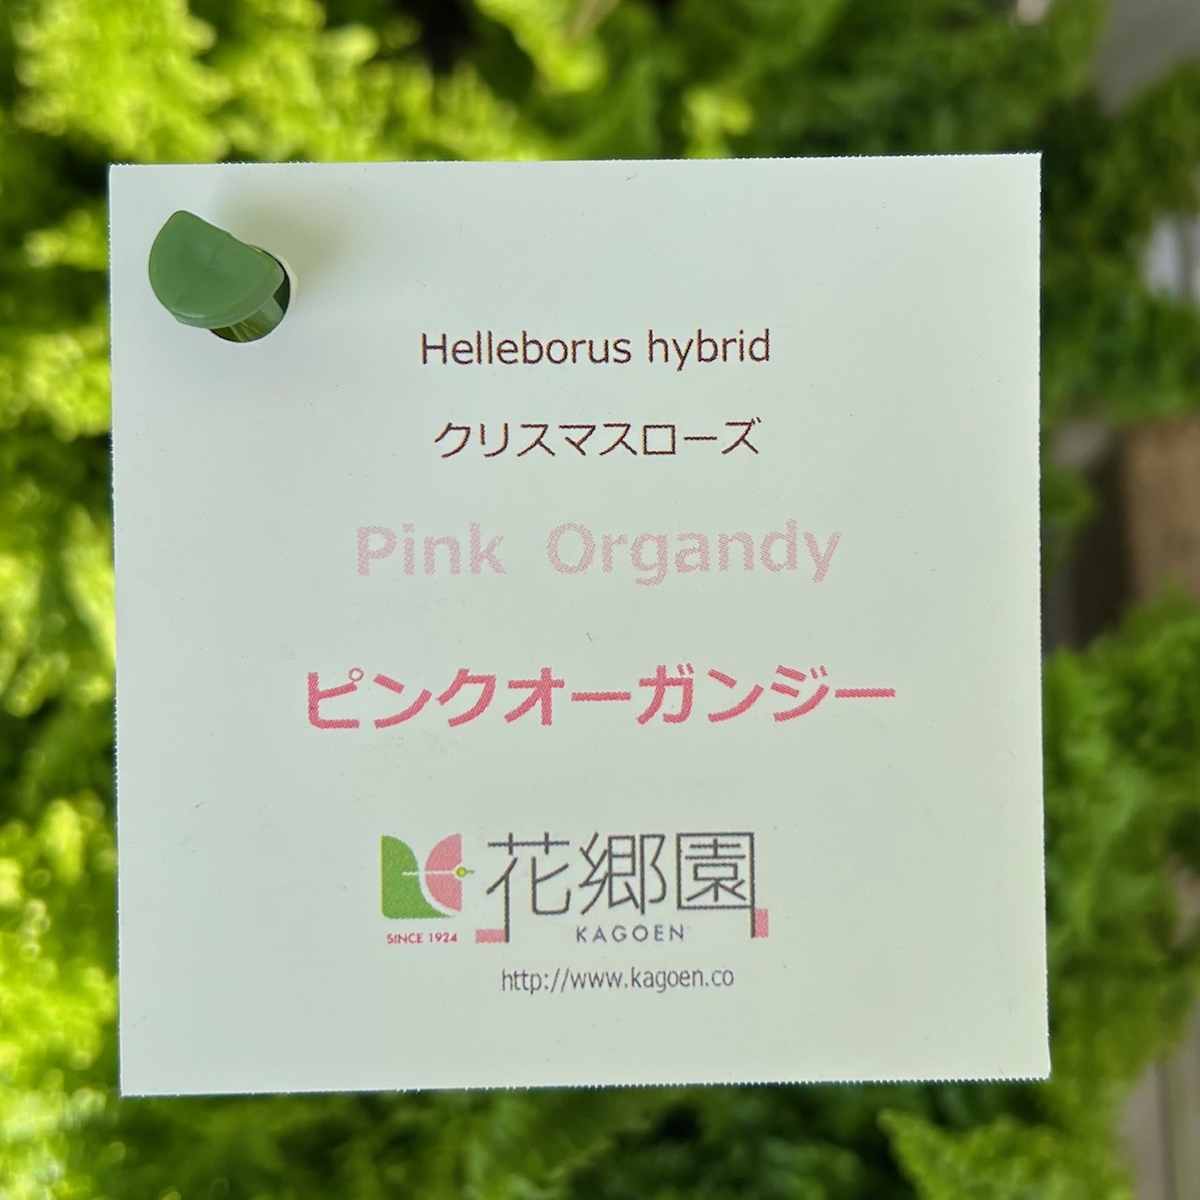 Helleborus hybrid
クリスマスローズ
Pink Organdy
ピンクオーガンジー
花郷園
SINCE 1924
KAGOEN
http://www.kagoen.co